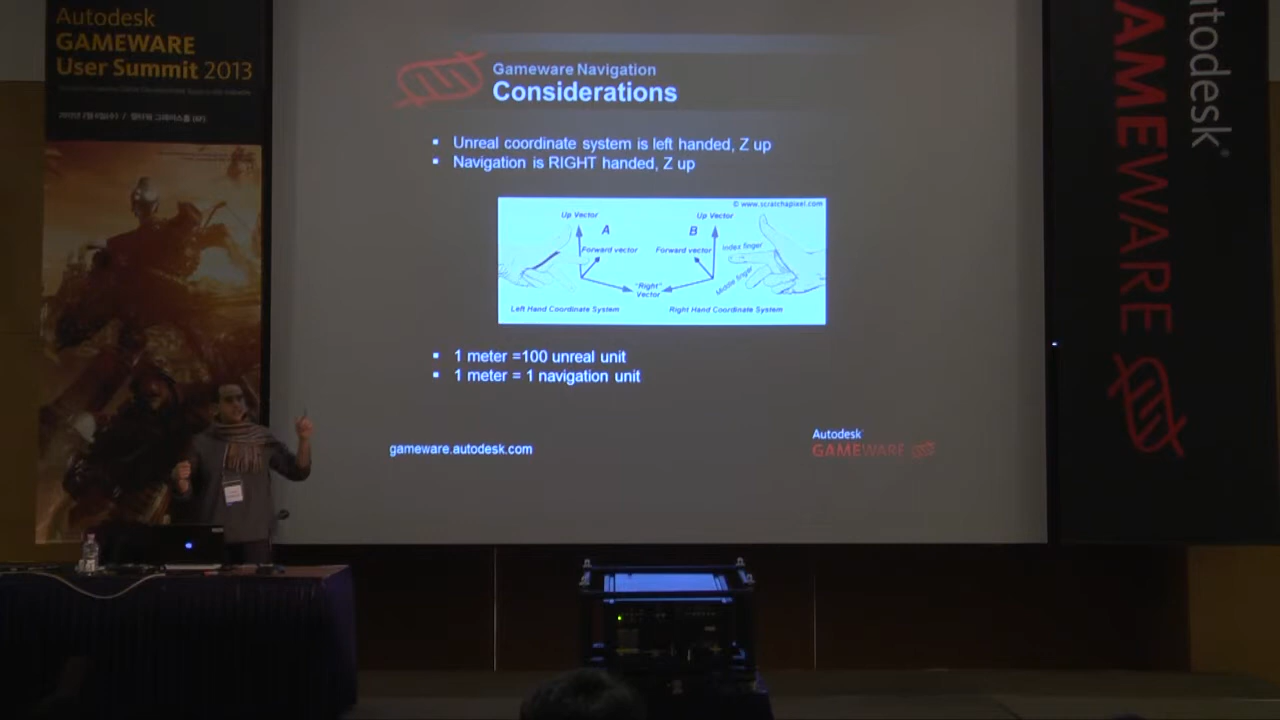 Autodesk
GAMEWARE
User Summit 2013
Gameware Navigation
Considerations
▪ Unreal coordinate system is left handed, Z up
▪ Navigation is RIGHT handed, Z up
© www.scratchapixel.com
Up Vector
A
Forward vector
Up Vector
B
Forward vector
Index finger
Middle finger
"Right"
Vector
Left Hand Coordinate System
Right Hand Coordinate System
▪ 1 meter =100 unreal unit
▪ 1 meter = 1 navigation unit
gameware.autodesk.com
Autodesk
GAMEWARE
Autodesk
GAMEWARE